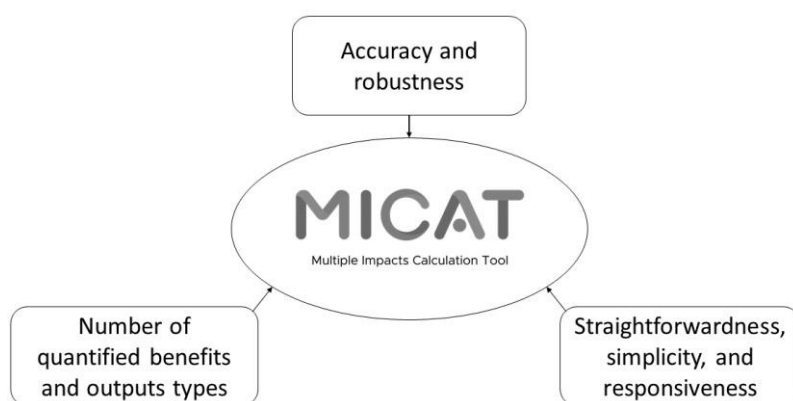 Accuracy and
robustness
MICAT
Multiple Impacts Calculation Tool
Number of
quantified benefits
and outputs types
Straightforwardness,
simplicity, and
responsiveness